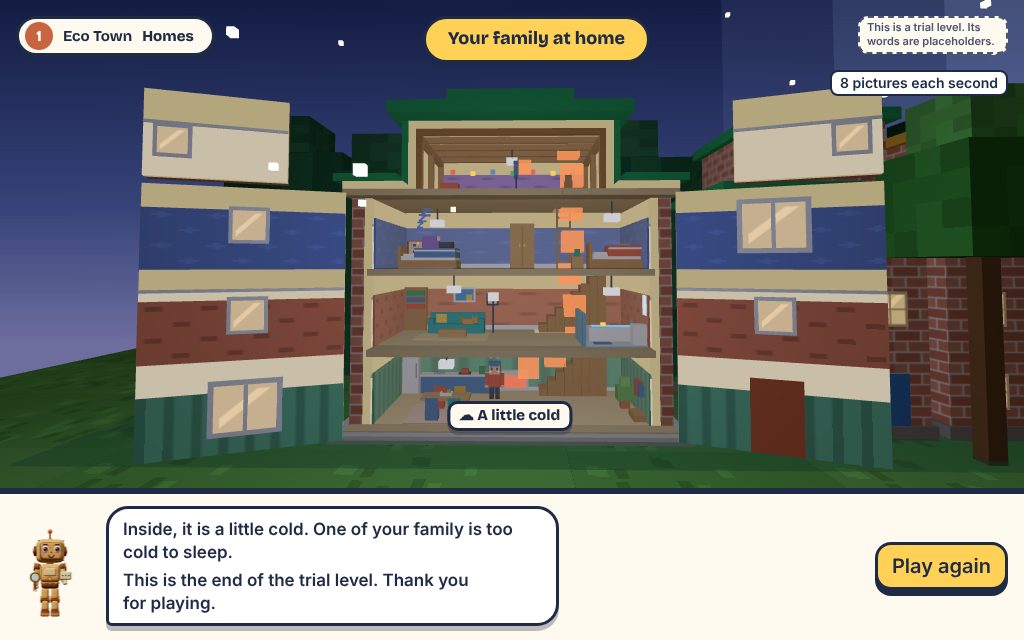 1 Eco Town Homes
Your family at home
This is a trial level. Its
words are placeholders.
8 pictures each second
☁ A little cold
Inside, it is a little cold. One of your family is too
cold to sleep.
This is the end of the trial level. Thank you
for playing.
Play again